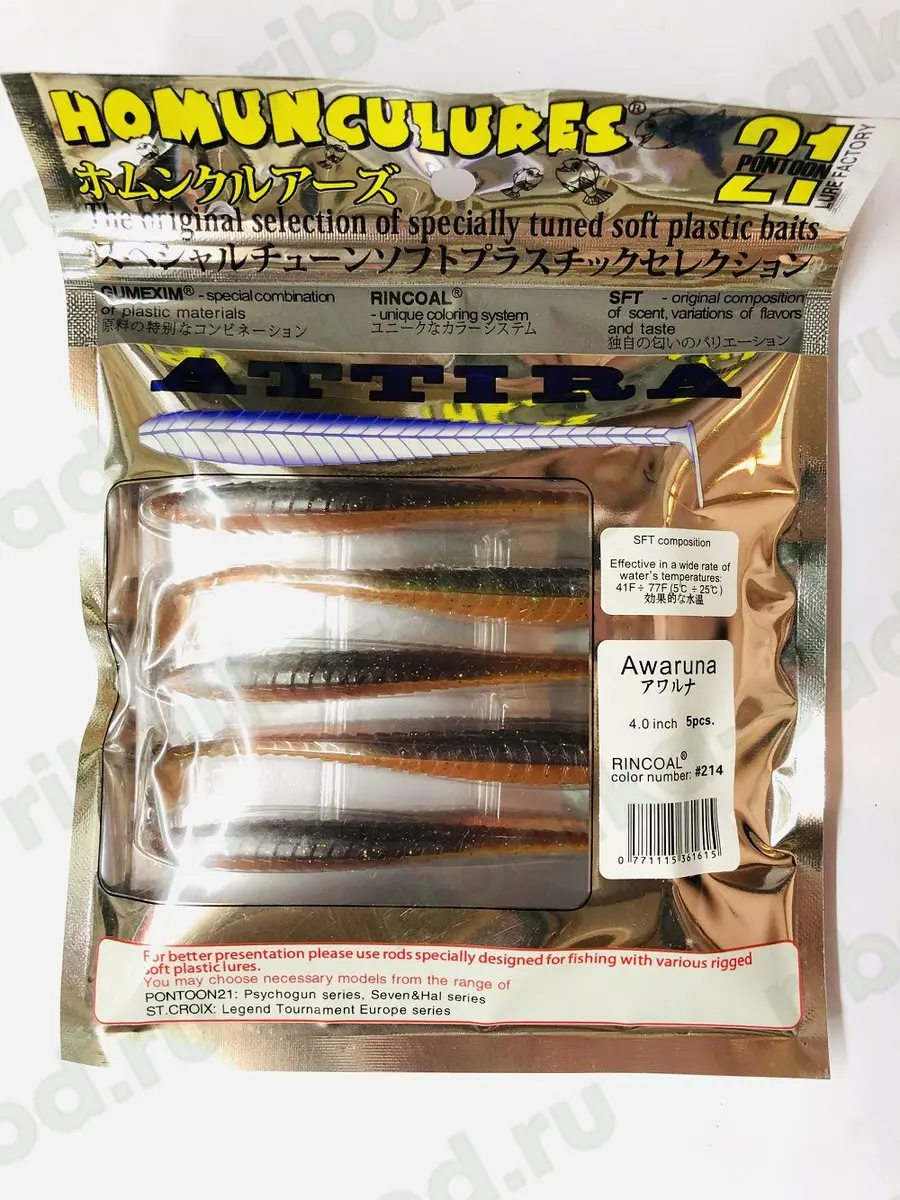 HOMUNCULURES®
21
PONTOON
LURE FACTORY
ホムンクルアーズ
The original selection of specially tuned soft plastic baits
スペシャルチューンソフトプラスチックセレクション
GUMEXIM® - special combination
of plastic materials
原料の特別なコンビネーション
RINCOAL®
- unique coloring system
ユニークなカラーシステム
SFT - original composition
of scent, variations of flavors
and taste
独自の匂いのバリエーション
ATTIRA
SFT composition
Effective in a wide rate of
water's temperatures:
41F÷77F (5℃÷25℃)
効果的な水温
Awaruna
アワルナ
4.0 inch 5pcs.
RINCOAL®
color number: #214
0 771115 361615
For better presentation please use rods specially designed for fishing with various rigged
soft plastic lures.
You may choose necessary models from the range of
PONTOON21: Psychogun series, Seven&Hal series
ST.CROIX: Legend Tournament Europe series